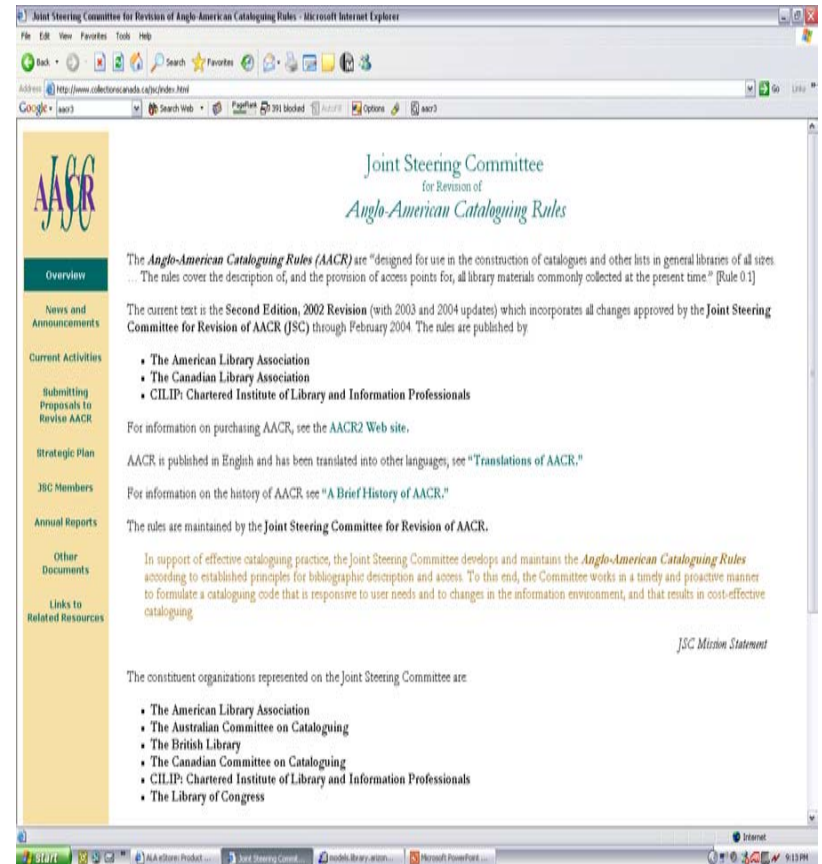 Joint Steering Committee for Revision of Anglo-American Cataloguing Rules - Microsoft Internet Explorer
File Edit View Favorites Tools Help
Back Search Favorites
Address http://www.collectionscanada.ca/jsc/index.html Go Links
Google aacr3 Search Web PageRank 391 blocked AutoFill Options aacr3
JSC
AACR
Joint Steering Committee
for Revision of
Anglo-American Cataloguing Rules
Overview
News and
Announcements
Current Activities
Submitting
Proposals to
Revise AACR
Strategic Plan
JSC Members
Annual Reports
Other
Documents
Links to
Related Resources
The Anglo-American Cataloguing Rules (AACR) are "designed for use in the construction of catalogues and other lists in general libraries of all sizes
... The rules cover the description of, and the provision of access points for, all library materials commonly collected at the present time." [Rule 0.1]
The current text is the Second Edition, 2002 Revision (with 2003 and 2004 updates) which incorporates all changes approved by the Joint Steering
Committee for Revision of AACR (JSC) through February 2004. The rules are published by
• The American Library Association
• The Canadian Library Association
• CILIP: Chartered Institute of Library and Information Professionals
For information on purchasing AACR, see the AACR2 Web site.
AACR is published in English and has been translated into other languages, see "Translations of AACR."
For information on the history of AACR see "A Brief History of AACR."
The rules are maintained by the Joint Steering Committee for Revision of AACR.
In support of effective cataloguing practice, the Joint Steering Committee develops and maintains the Anglo-American Cataloguing Rules
according to established principles for bibliographic description and access. To this end, the Committee works in a timely and proactive manner
to formulate a cataloguing code that is responsive to user needs and to changes in the information environment, and that results in cost-effective
cataloguing
JSC Mission Statement
The constituent organizations represented on the Joint Steering Committee are
• The American Library Association
• The Australian Committee on Cataloguing
• The British Library
• The Canadian Committee on Cataloguing
• CILIP: Chartered Institute of Library and Information Professionals
• The Library of Congress
Internet
start ALA eStore: Product ... Joint Steering Commit... models.library.arizon... Microsoft PowerPoint ... 9:13 PM